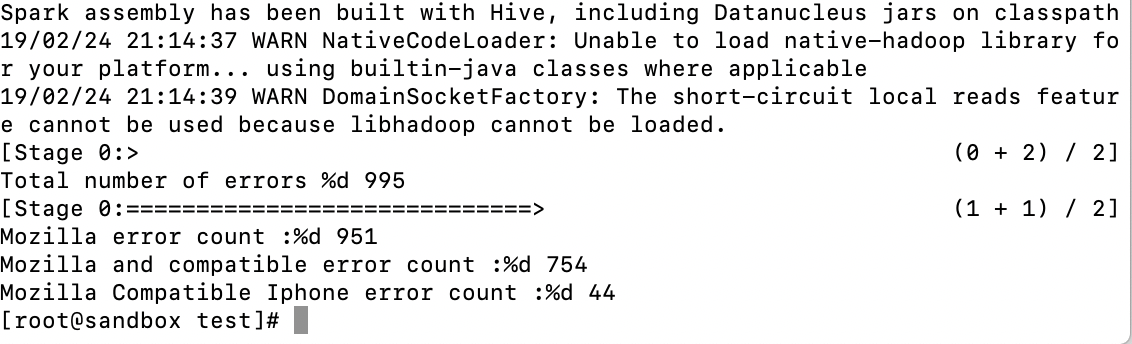 Spark assembly has been built with Hive, including Datanucleus jars on classpath
19/02/24 21:14:37 WARN NativeCodeLoader: Unable to load native-hadoop library fo
r your platform... using builtin-java classes where applicable
19/02/24 21:14:39 WARN DomainSocketFactory: The short-circuit local reads featur
e cannot be used because libhadoop cannot be loaded.
[Stage 0:>                                                          (0 + 2) / 2]
Total number of errors %d 995
[Stage 0:=============================>                             (1 + 1) / 2]
Mozilla error count :%d 951
Mozilla and compatible error count :%d 754
Mozilla Compatible Iphone error count :%d 44
[root@sandbox test]#